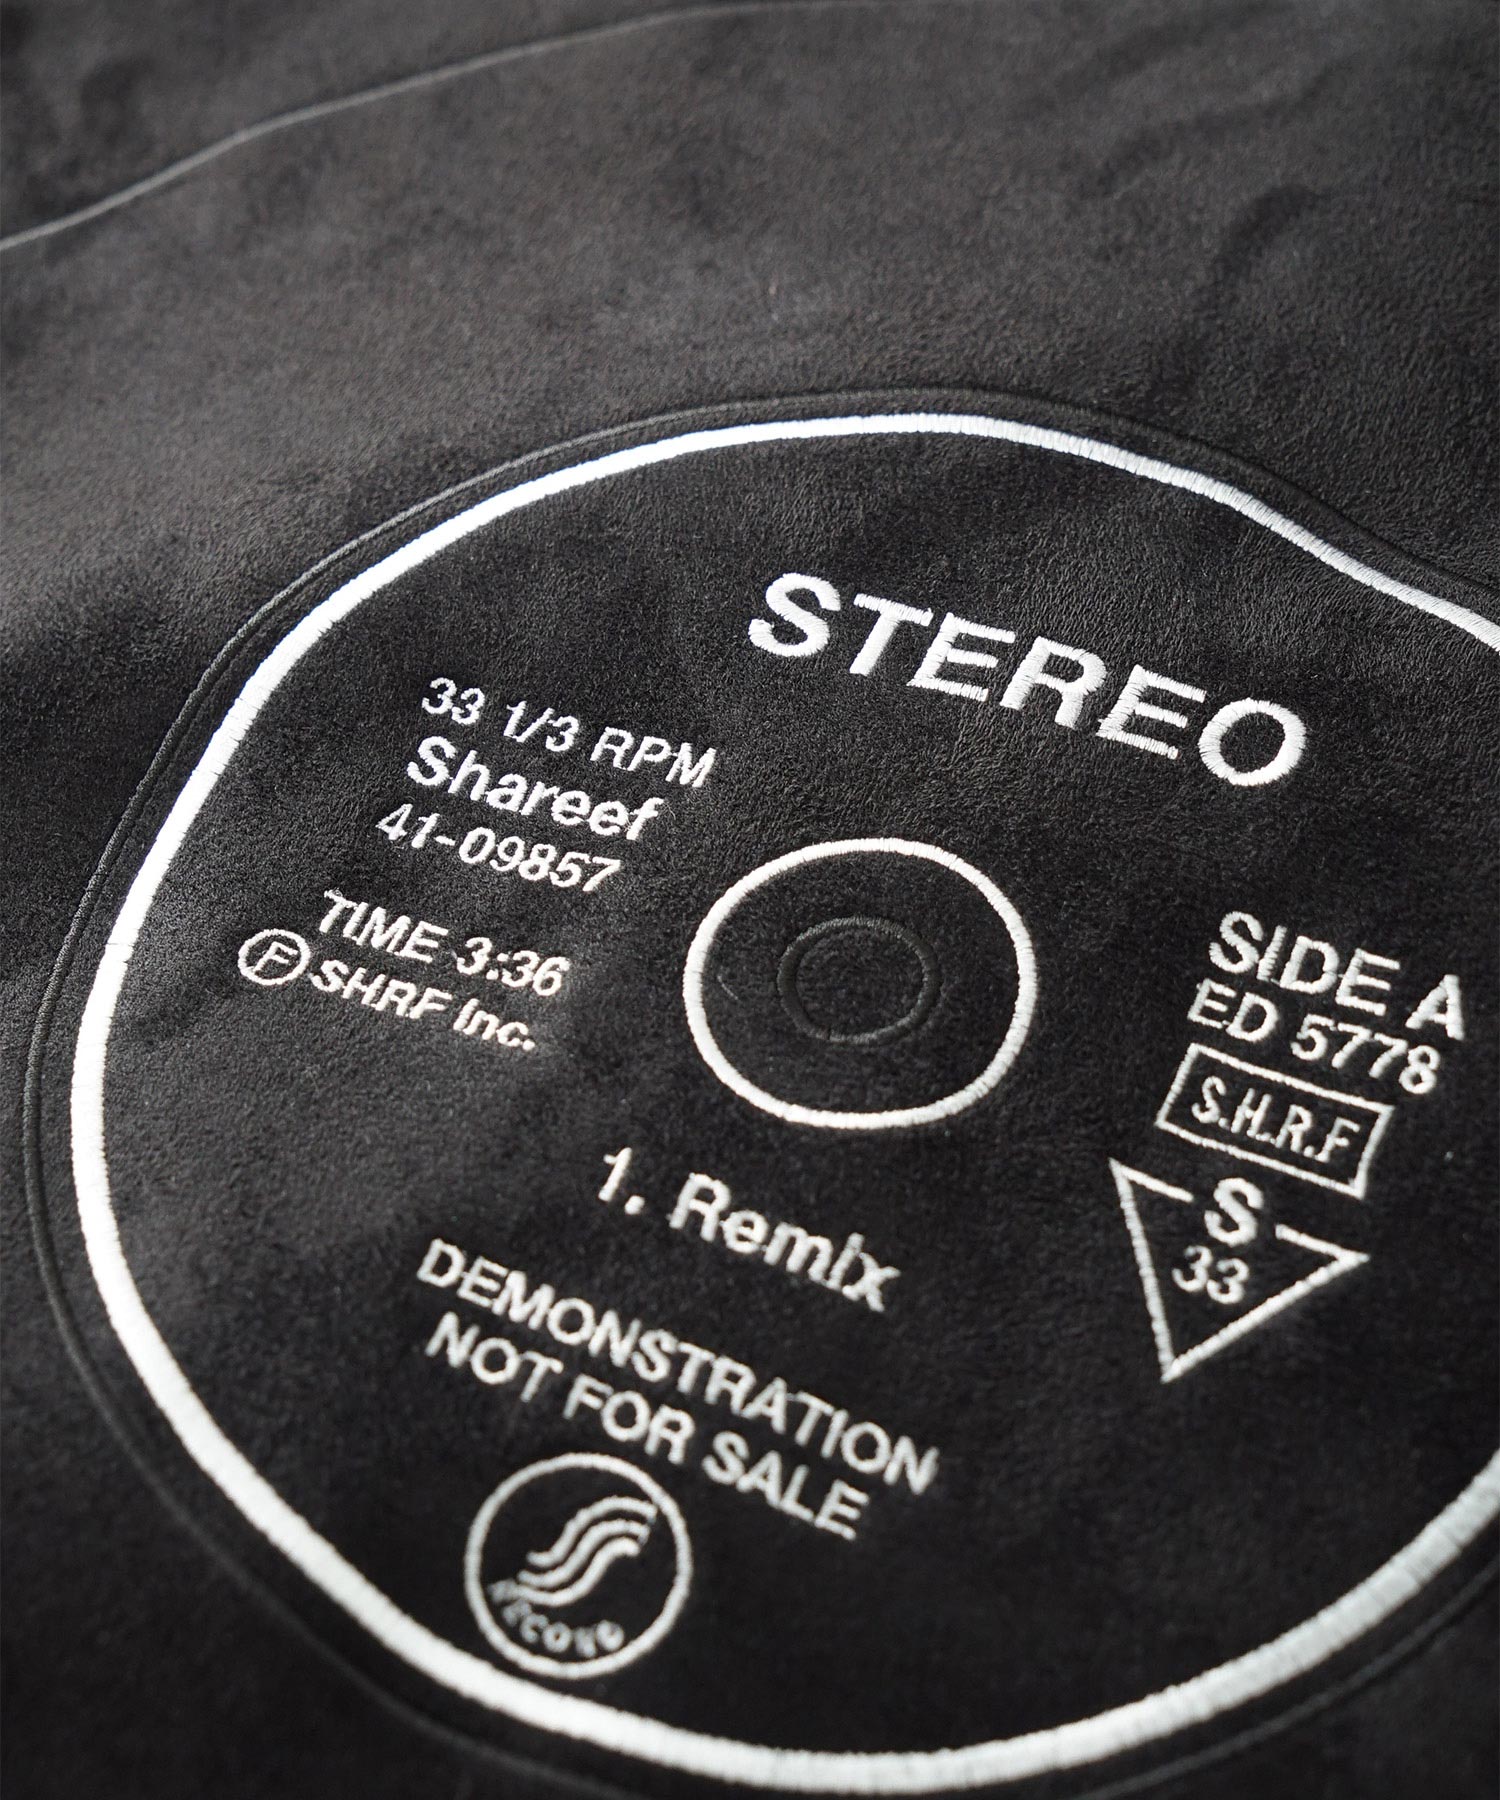 STEREO
33 1/3 RPM
Shareef
41-09857
TIME 3:36
Ⓕ SHRF Inc.
SIDE A
ED 5778
S.H.R.F
S
33
1. Remix
DEMONSTRATION
NOT FOR SALE
RECORD